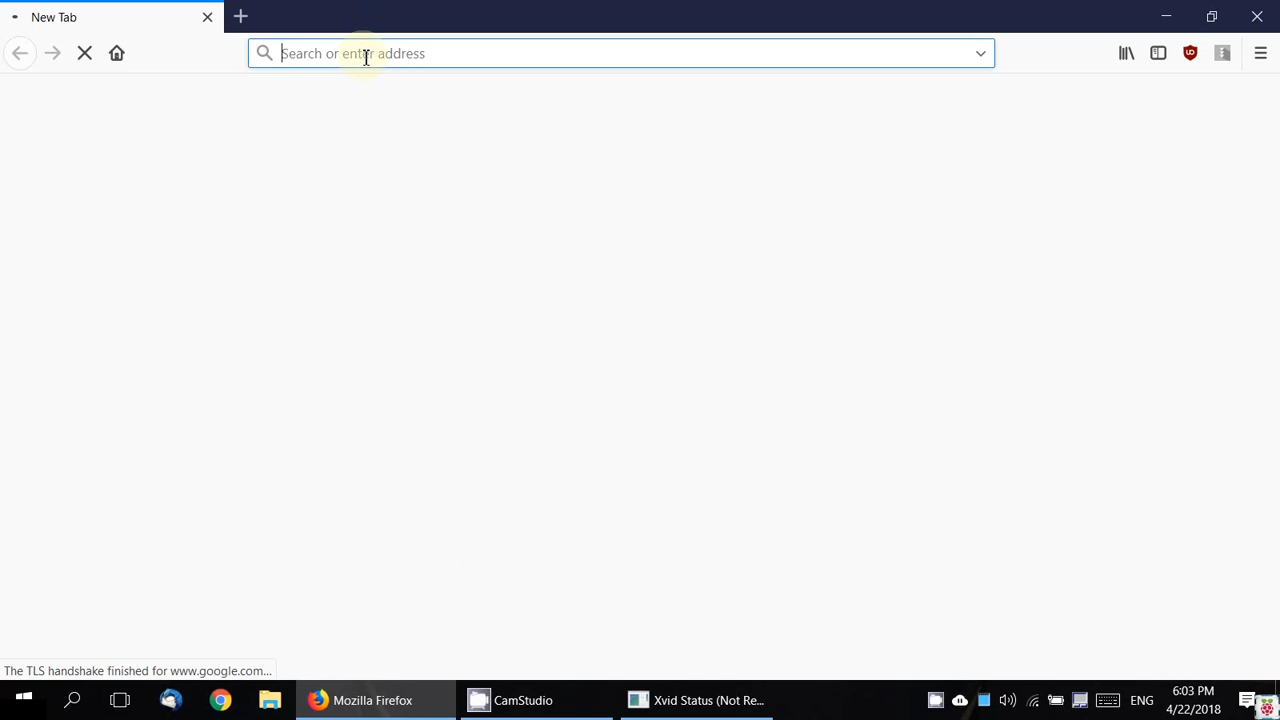 New Tab
Search or enter address
The TLS handshake finished for www.google.com...
Mozilla Firefox
CamStudio
Xvid Status (Not Re...
ENG
6:03 PM
4/22/2018